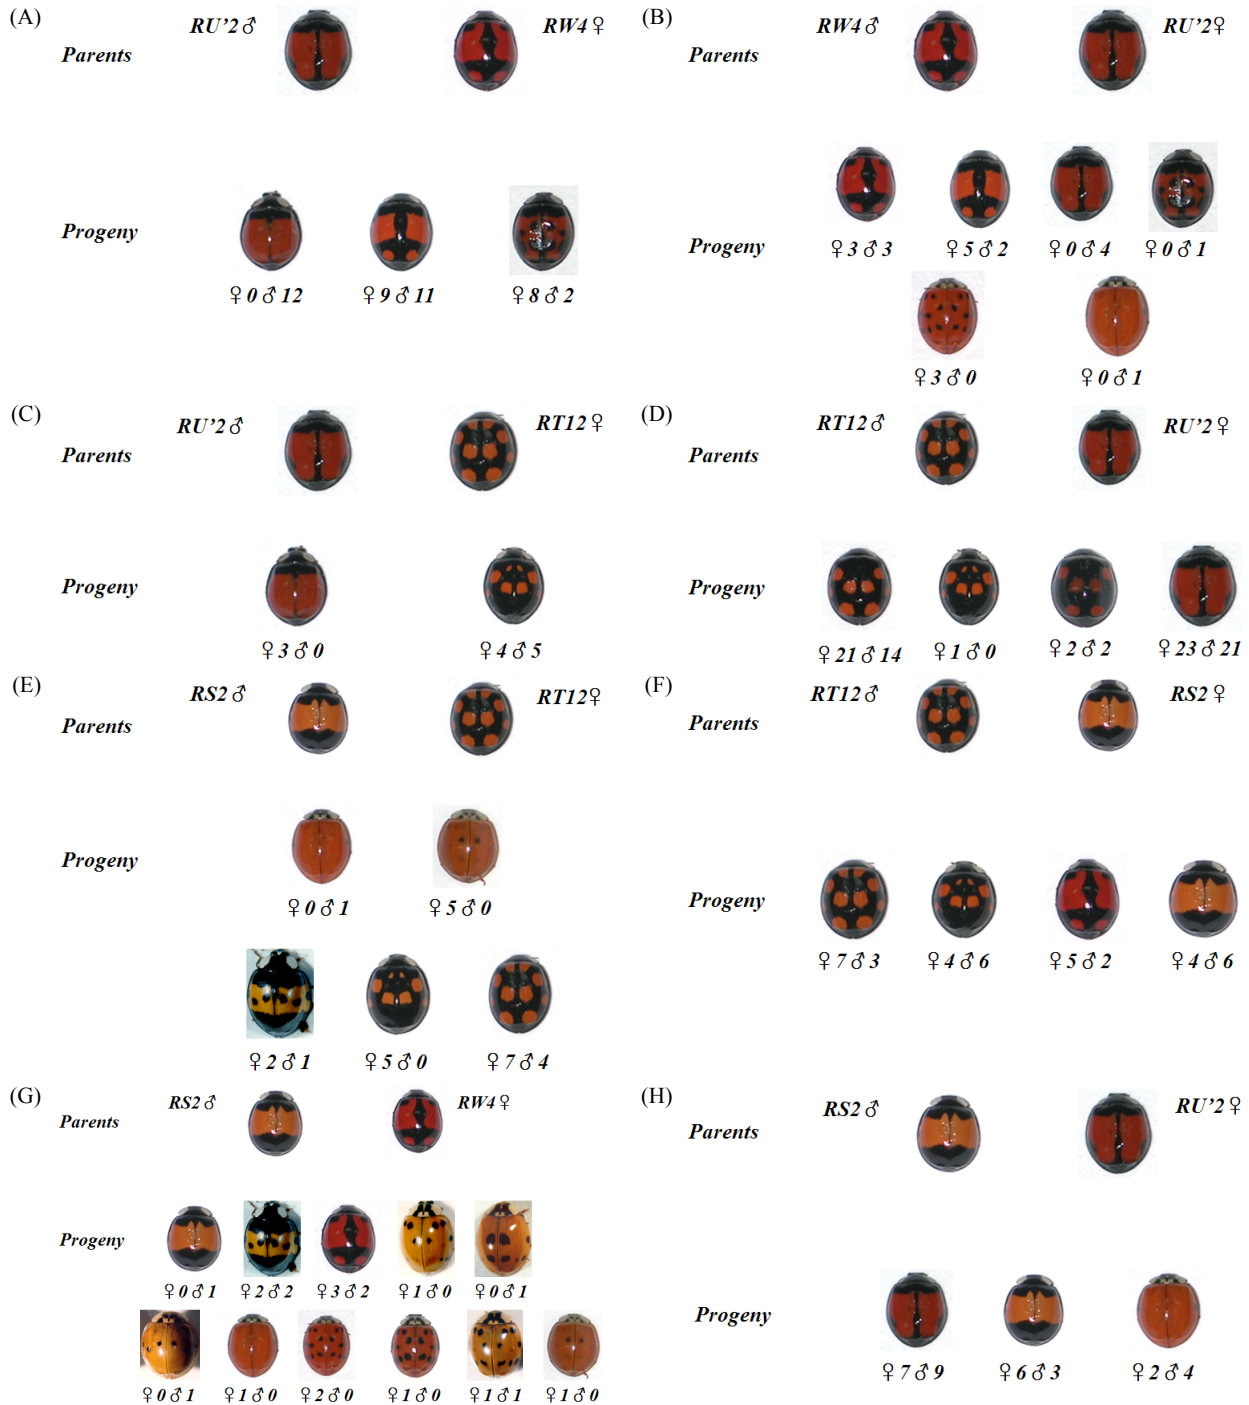 (A)
RU'2♂ RW4♀
Parents
Progeny
♀0♂12 ♀9♂11 ♀8♂2
(B)
RW4♂ RU'2♀
Parents
Progeny
♀3♂3 ♀5♂2 ♀0♂4 ♀0♂1
♀3♂0 ♀0♂1
(C)
RU'2♂ RT12♀
Parents
Progeny
♀3♂0 ♀4♂5
(D)
RT12♂ RU'2♀
Parents
Progeny
♀21♂14 ♀1♂0 ♀2♂2 ♀23♂21
(E)
RS2♂ RT12♀
Parents
Progeny
♀0♂1 ♀5♂0
♀2♂1 ♀5♂0 ♀7♂4
(F)
RT12♂ RS2♀
Parents
Progeny
♀7♂3 ♀4♂6 ♀5♂2 ♀4♂6
(G)
RS2♂ RW4♀
Parents
Progeny
♀0♂1 ♀2♂2 ♀3♂2 ♀1♂0 ♀0♂1
♀0♂1 ♀1♂0 ♀2♂0 ♀1♂0 ♀1♂1 ♀1♂0
(H)
RS2♂ RU'2♀
Parents
Progeny
♀7♂9 ♀6♂3 ♀2♂4